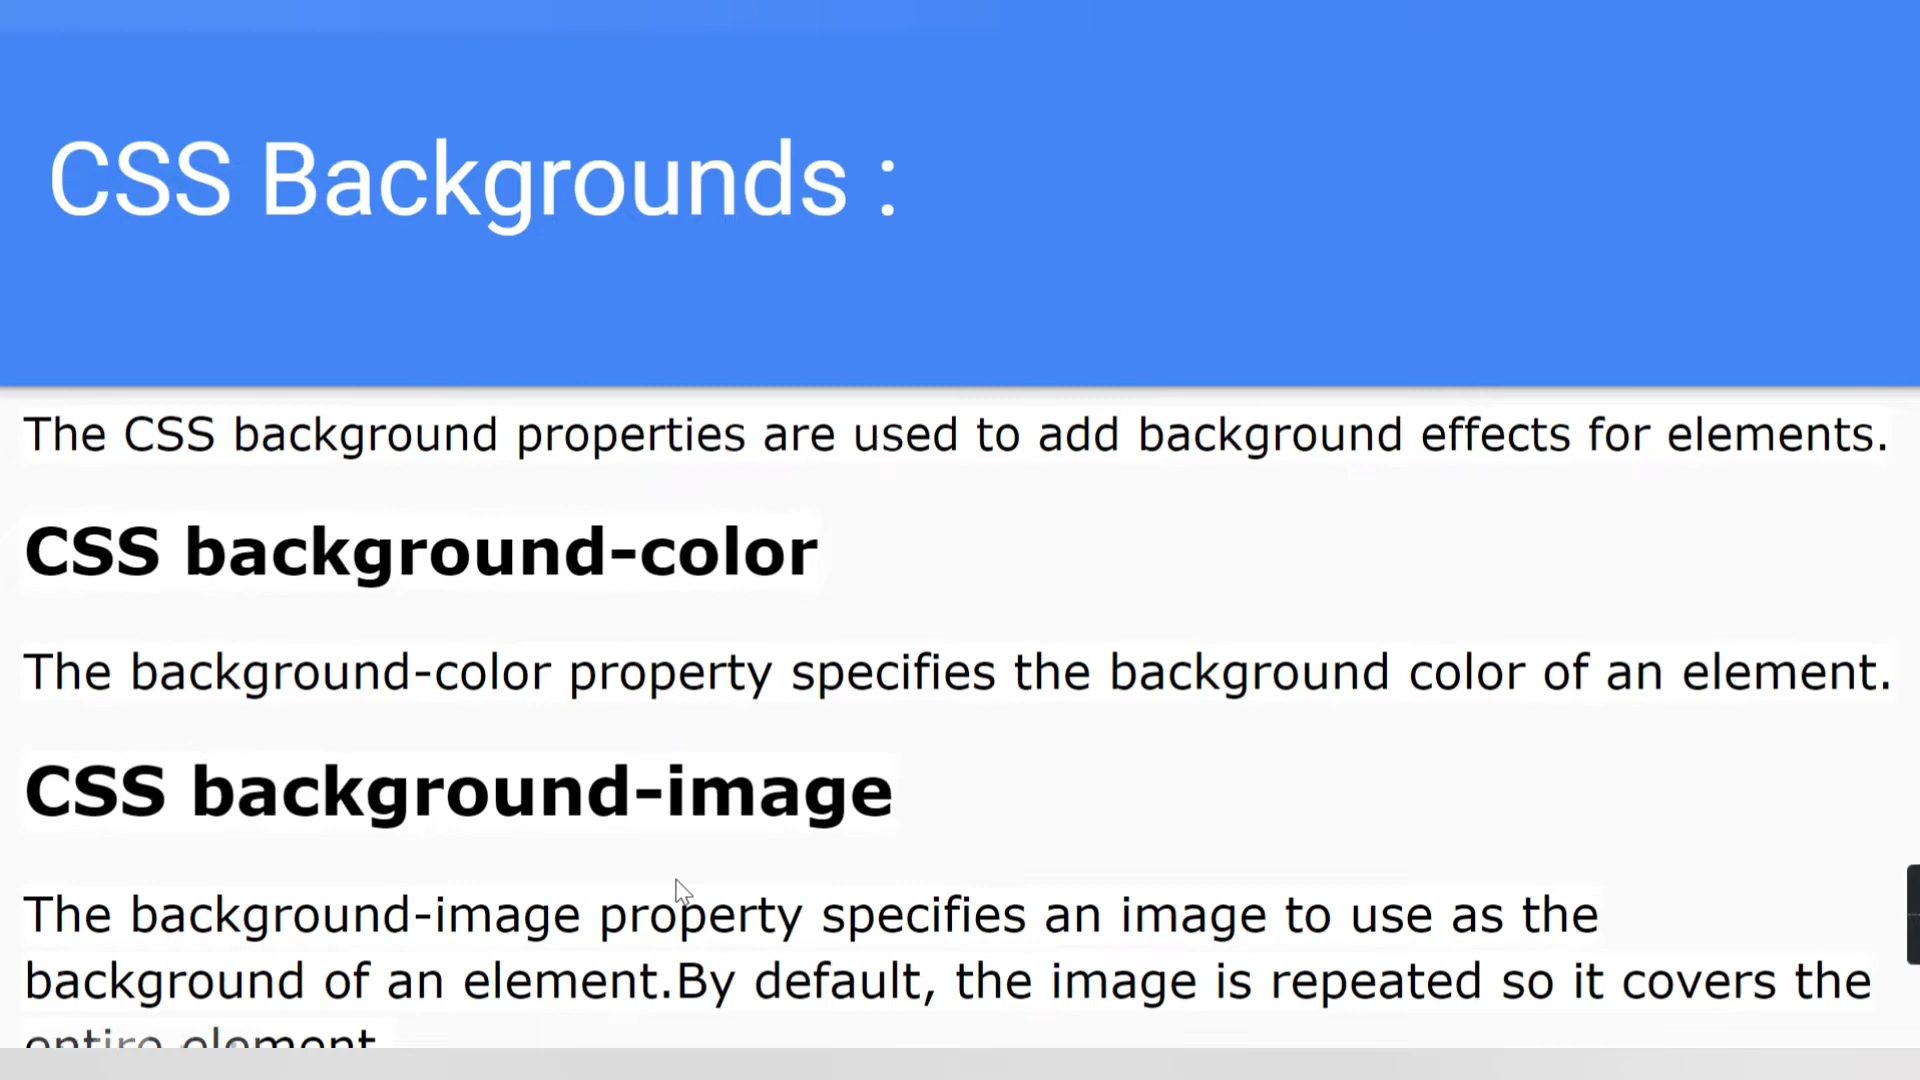 CSS Backgrounds :
The CSS background properties are used to add background effects for elements.
CSS background-color
The background-color property specifies the background color of an element.
CSS background-image
The background-image property specifies an image to use as the
background of an element.By default, the image is repeated so it covers the
entire element